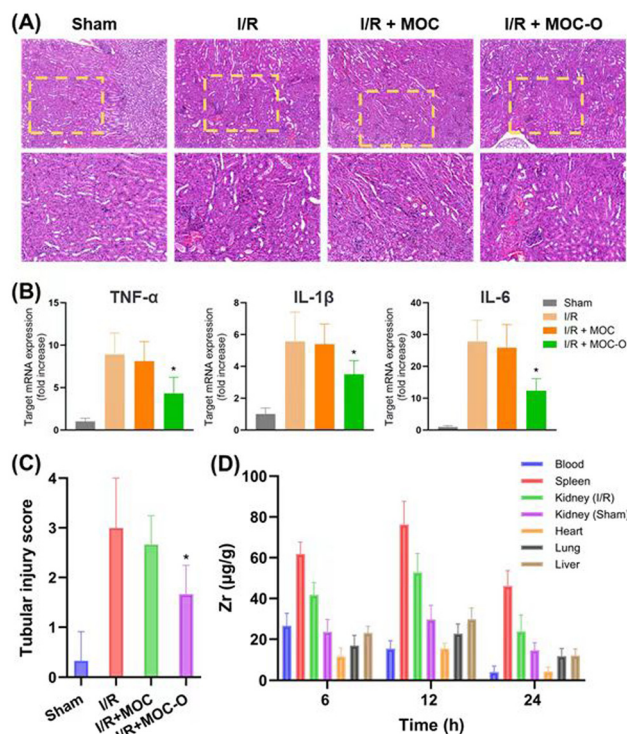 (A)
Sham
I/R
I/R + MOC
I/R + MOC-O
(B)
TNF-α
Target mRNA expression
(fold increase)
15
10
5
0
*
IL-1β
Target mRNA expression
(fold increase)
8
6
4
2
0
*
IL-6
Target mRNA expression
(fold increase)
40
30
20
10
0
*
Sham
I/R
I/R + MOC
I/R + MOC-O
(C)
Tubular injury score
4
3
2
1
0
*
Sham
I/R
I/R+MOC
I/R+MOC-O
(D)
Zr (μg/g)
100
80
60
40
20
0
6
12
24
Time (h)
Blood
Spleen
Kidney (I/R)
Kidney (Sham)
Heart
Lung
Liver